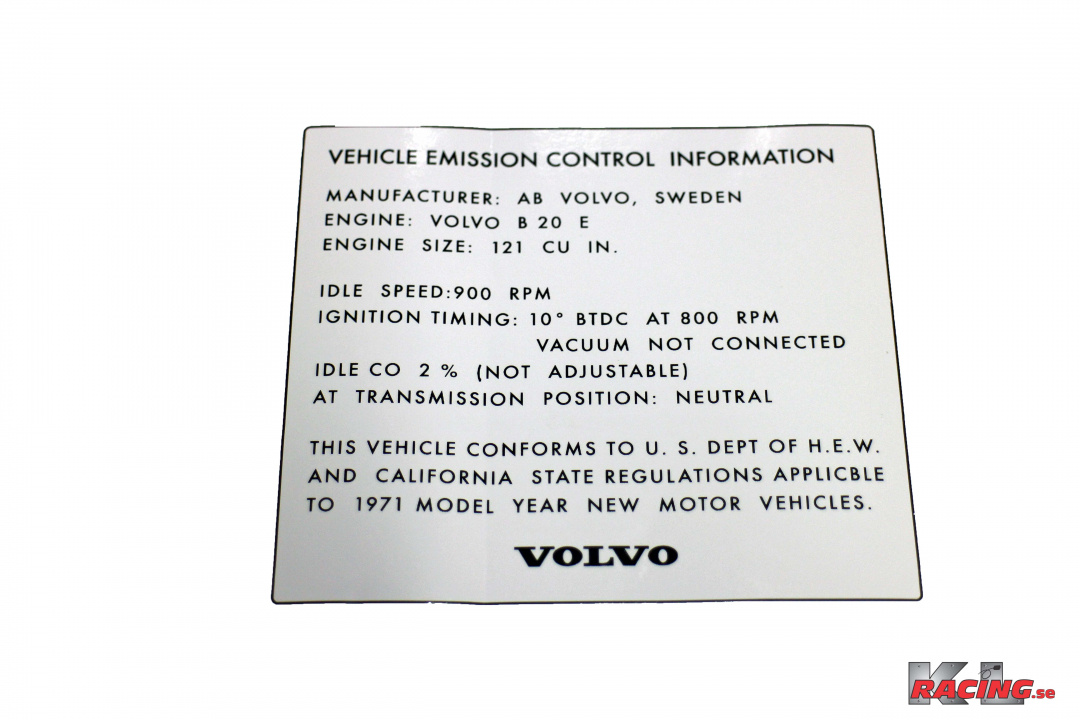 VEHICLE EMISSION CONTROL INFORMATION
MANUFACTURER: AB VOLVO, SWEDEN
ENGINE: VOLVO B 20 E
ENGINE SIZE: 121 CU IN.
IDLE SPEED:900 RPM
IGNITION TIMING: 10° BTDC AT 800 RPM
VACUUM NOT CONNECTED
IDLE CO 2 % (NOT ADJUSTABLE)
AT TRANSMISSION POSITION: NEUTRAL
THIS VEHICLE CONFORMS TO U. S. DEPT OF H.E.W.
AND CALIFORNIA STATE REGULATIONS APPLICBLE
TO 1971 MODEL YEAR NEW MOTOR VEHICLES.
VOLVO
KL
RACING.se